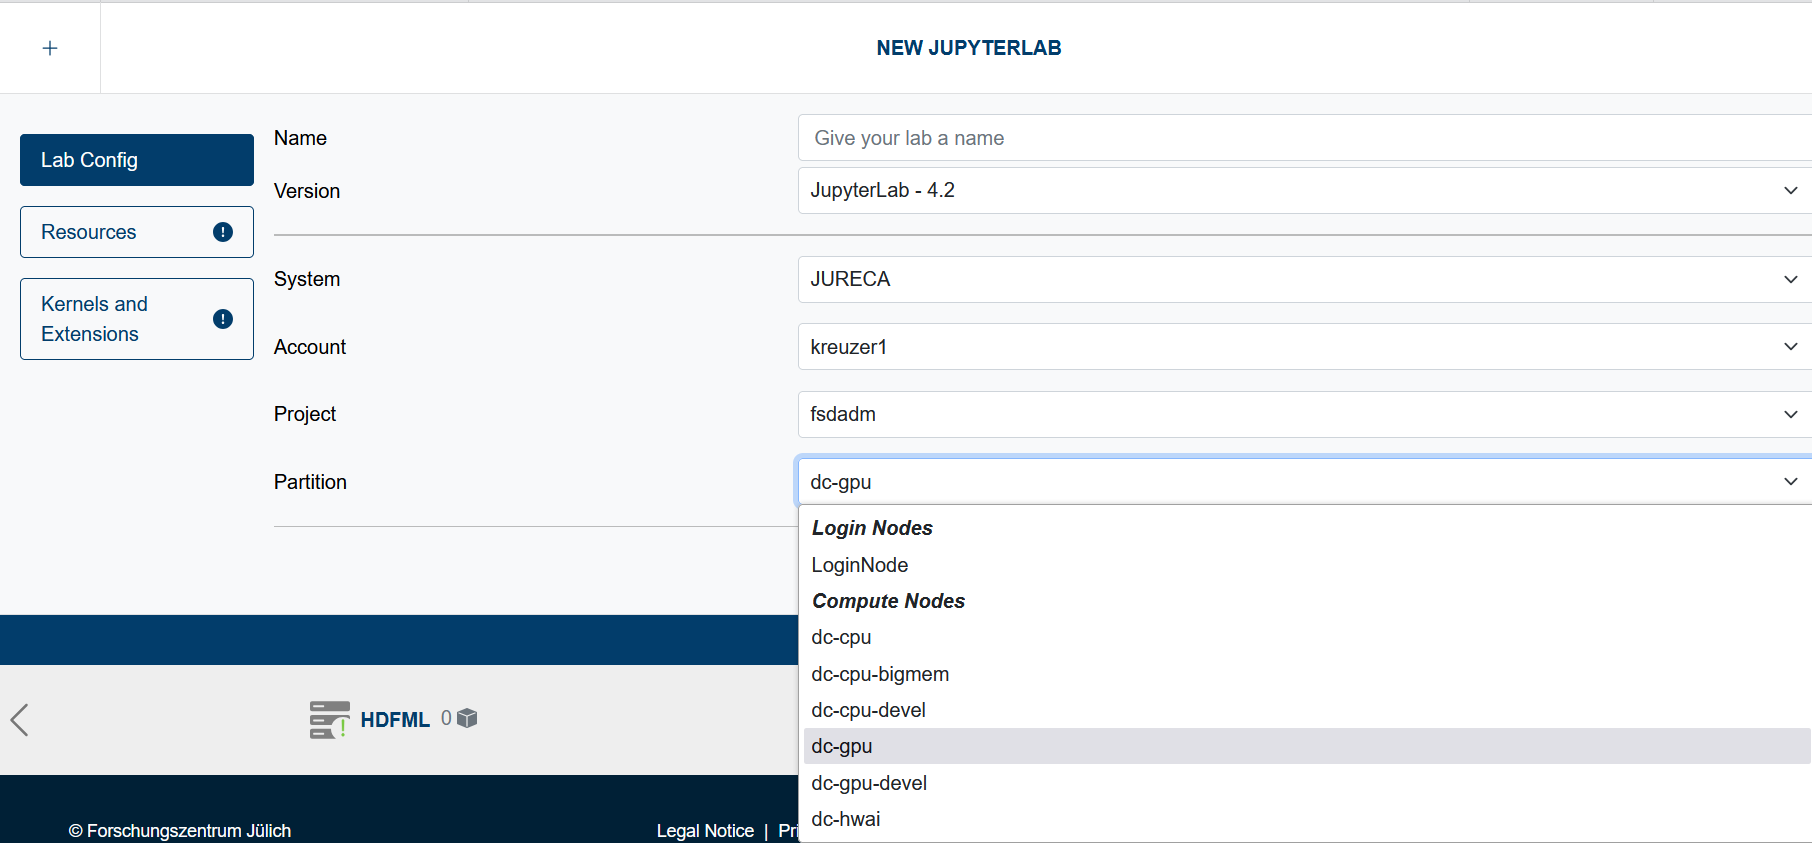 +
NEW JUPYTERLAB
Lab Config
Resources
Kernels and
Extensions
Name
Give your lab a name
Version
JupyterLab - 4.2
System
JURECA
Account
kreuzer1
Project
fsdadm
Partition
dc-gpu
Login Nodes
LoginNode
Compute Nodes
dc-cpu
dc-cpu-bigmem
dc-cpu-devel
dc-gpu
dc-gpu-devel
dc-hwai
HDFML 0
© Forschungszentrum Jülich
Legal Notice | Pri